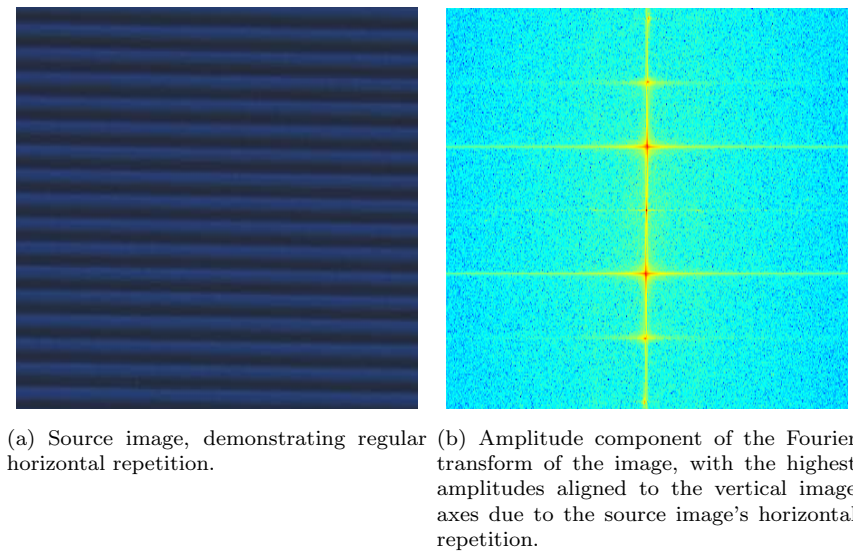 (a) Source image, demonstrating regular
horizontal repetition.
(b) Amplitude component of the Fourier
transform of the image, with the highest
amplitudes aligned to the vertical image
axes due to the source image's horizontal
repetition.